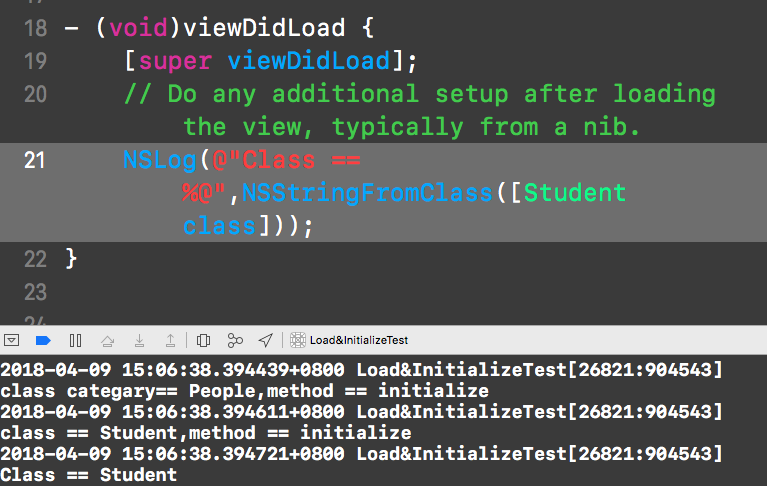 18 - (void)viewDidLoad {
19 [super viewDidLoad];
20 // Do any additional setup after loading
the view, typically from a nib.
21 NSLog(@"Class ==
%@",NSStringFromClass([Student
class]));
22 }
23
Load&InitializeTest
2018-04-09 15:06:38.394439+0800 Load&InitializeTest[26821:904543]
class categary== People,method == initialize
2018-04-09 15:06:38.394611+0800 Load&InitializeTest[26821:904543]
class == Student,method == initialize
2018-04-09 15:06:38.394721+0800 Load&InitializeTest[26821:904543]
Class == Student